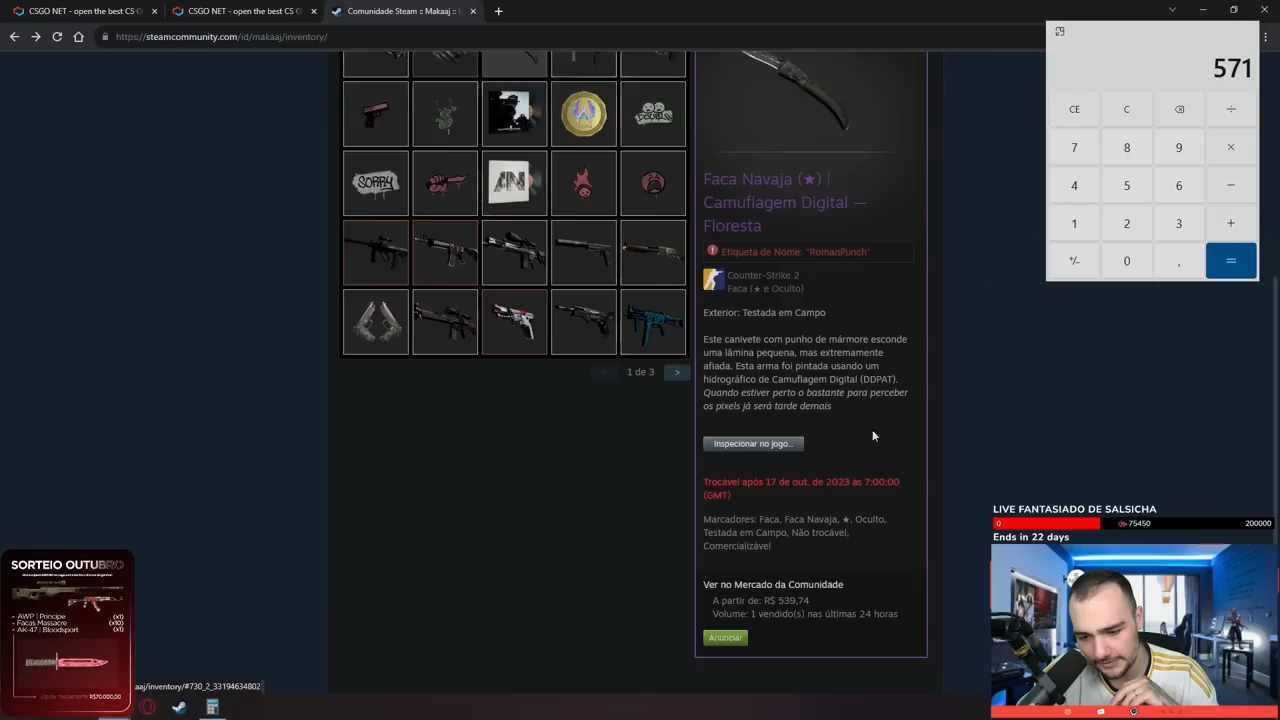 CSGO NET - open the best CS G
CSGO NET - open the best CS G
Comunidade Steam :: Makaaj :: I
https://steamcommunity.com/id/makaaj/inventory/
571
CE C ÷
7 8 9 ×
4 5 6 −
1 2 3 +
+/− 0 , =
SORRY
1 de 3 >
Faca Navaja (★) |
Camuflagem Digital —
Floresta
Etiqueta de Nome: "RomanPunch"
Counter-Strike 2
Faca (★ e Oculto)
Exterior: Testada em Campo
Este canivete com punho de mármore esconde
uma lâmina pequena, mas extremamente
afiada. Esta arma foi pintada usando um
hidrográfico de Camuflagem Digital (DDPAT).
Quando estiver perto o bastante para perceber
os pixels já será tarde demais
Inspecionar no jogo...
Trocável após 17 de out. de 2023 às 7:00:00
(GMT)
Marcadores: Faca, Faca Navaja, ★, Oculto,
Testada em Campo, Não trocável,
Comercializável
Ver no Mercado da Comunidade
A partir de: R$ 539,74
Volume: 1 vendido(s) nas últimas 24 horas
Anunciar
LIVE FANTASIADO DE SALSICHA
0 75450 200000
Ends in 22 days
SORTEIO OUTUBRO
AWP | Príncipe (x1)
Facas Massacre (x10)
AK-47 | Bloodsport (x1)
R$70.000,00
aaj/inventory/#730_2_33194634802